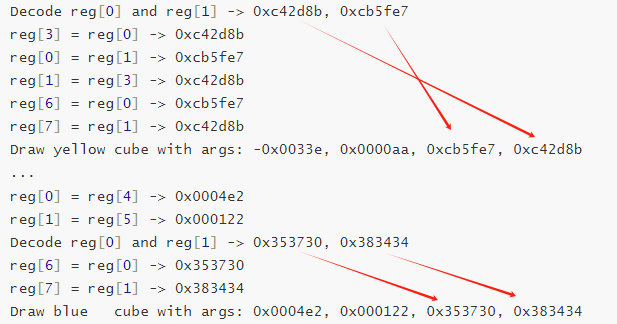 Decode reg[0] and reg[1] -> 0xc42d8b, 0xcb5fe7
reg[3] = reg[0] -> 0xc42d8b
reg[0] = reg[1] -> 0xcb5fe7
reg[1] = reg[3] -> 0xc42d8b
reg[6] = reg[0] -> 0xcb5fe7
reg[7] = reg[1] -> 0xc42d8b
Draw yellow cube with args: -0x0033e, 0x0000aa, 0xcb5fe7, 0xc42d8b
...
reg[0] = reg[4] -> 0x0004e2
reg[1] = reg[5] -> 0x000122
Decode reg[0] and reg[1] -> 0x353730, 0x383434
reg[6] = reg[0] -> 0x353730
reg[7] = reg[1] -> 0x383434
Draw blue   cube with args: 0x0004e2, 0x000122, 0x353730, 0x383434